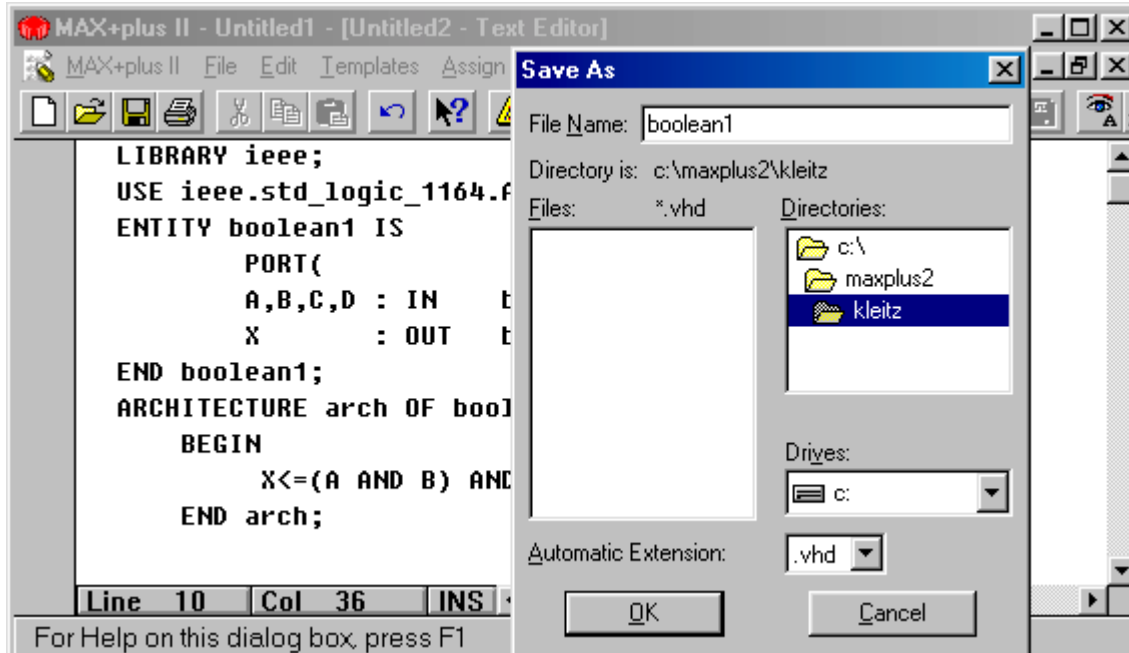 MAX+plus II - Untitled1 - [Untitled2 - Text Editor]
MAX+plus II File Edit Templates Assign
LIBRARY ieee;
USE ieee.std_logic_1164.
ENTITY boolean1 IS
PORT(
A,B,C,D : IN
X : OUT
END boolean1;
ARCHITECTURE arch OF bool
BEGIN
X<=(A AND B) AND
END arch;
Line 10 Col 36 INS
For Help on this dialog box, press F1
Save As
File Name: boolean1
Directory is: c:\maxplus2\kleitz
Files: *.vhd
Directories:
c:\
maxplus2
kleitz
Drives:
c:
Automatic Extension:
.vhd
OK
Cancel